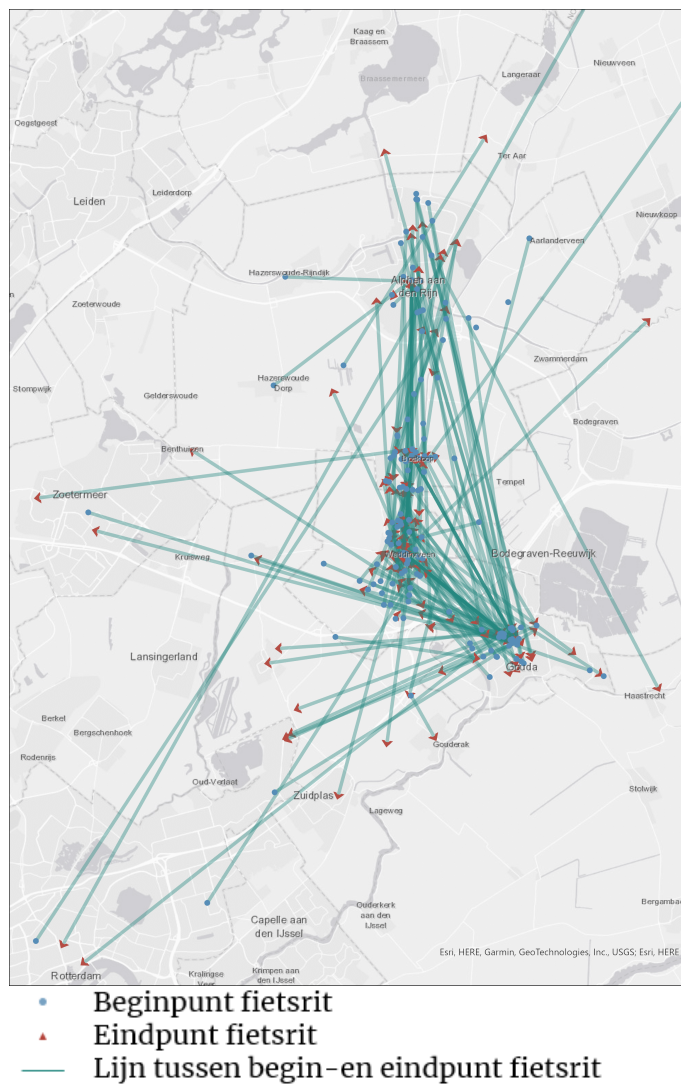 Kaag en
Braassem
Nieuwveen
Langeraar
Braassemermeer
Oegstgeest
Ter Aar
Leiderdorp
Leiden
Nieuwkoop
Aarlanderveen
Hazerswoude-Rijndijk
Alphen aan
den Rijn
Zoeterwoude
Zwammerdam
Hazerswoude
Dorp
Stompwijk
Gelderswoude
Bodegraven
Benthuizen
Boskoop
Tempel
Zoetermeer
Waddinxveen
Bodegraven-Reeuwijk
Kruisweg
Lansingerland
Gouda
Haastrecht
Berkel
Bergschenhoek
Gouderak
Rodenrijs
Oud-Verlaat
Zuidplas
Stolwijk
Lageweg
Ouderkerk
aan den
IJssel
Bergambac
Capelle aan
den IJssel
Esri, HERE, Garmin, GeoTechnologies, Inc., USGS; Esri, HERE
Rotterdam
Kralingse
Veer
Krimpen aan
den IJssel
Beginpunt fietsrit
Eindpunt fietsrit
Lijn tussen begin-en eindpunt fietsrit